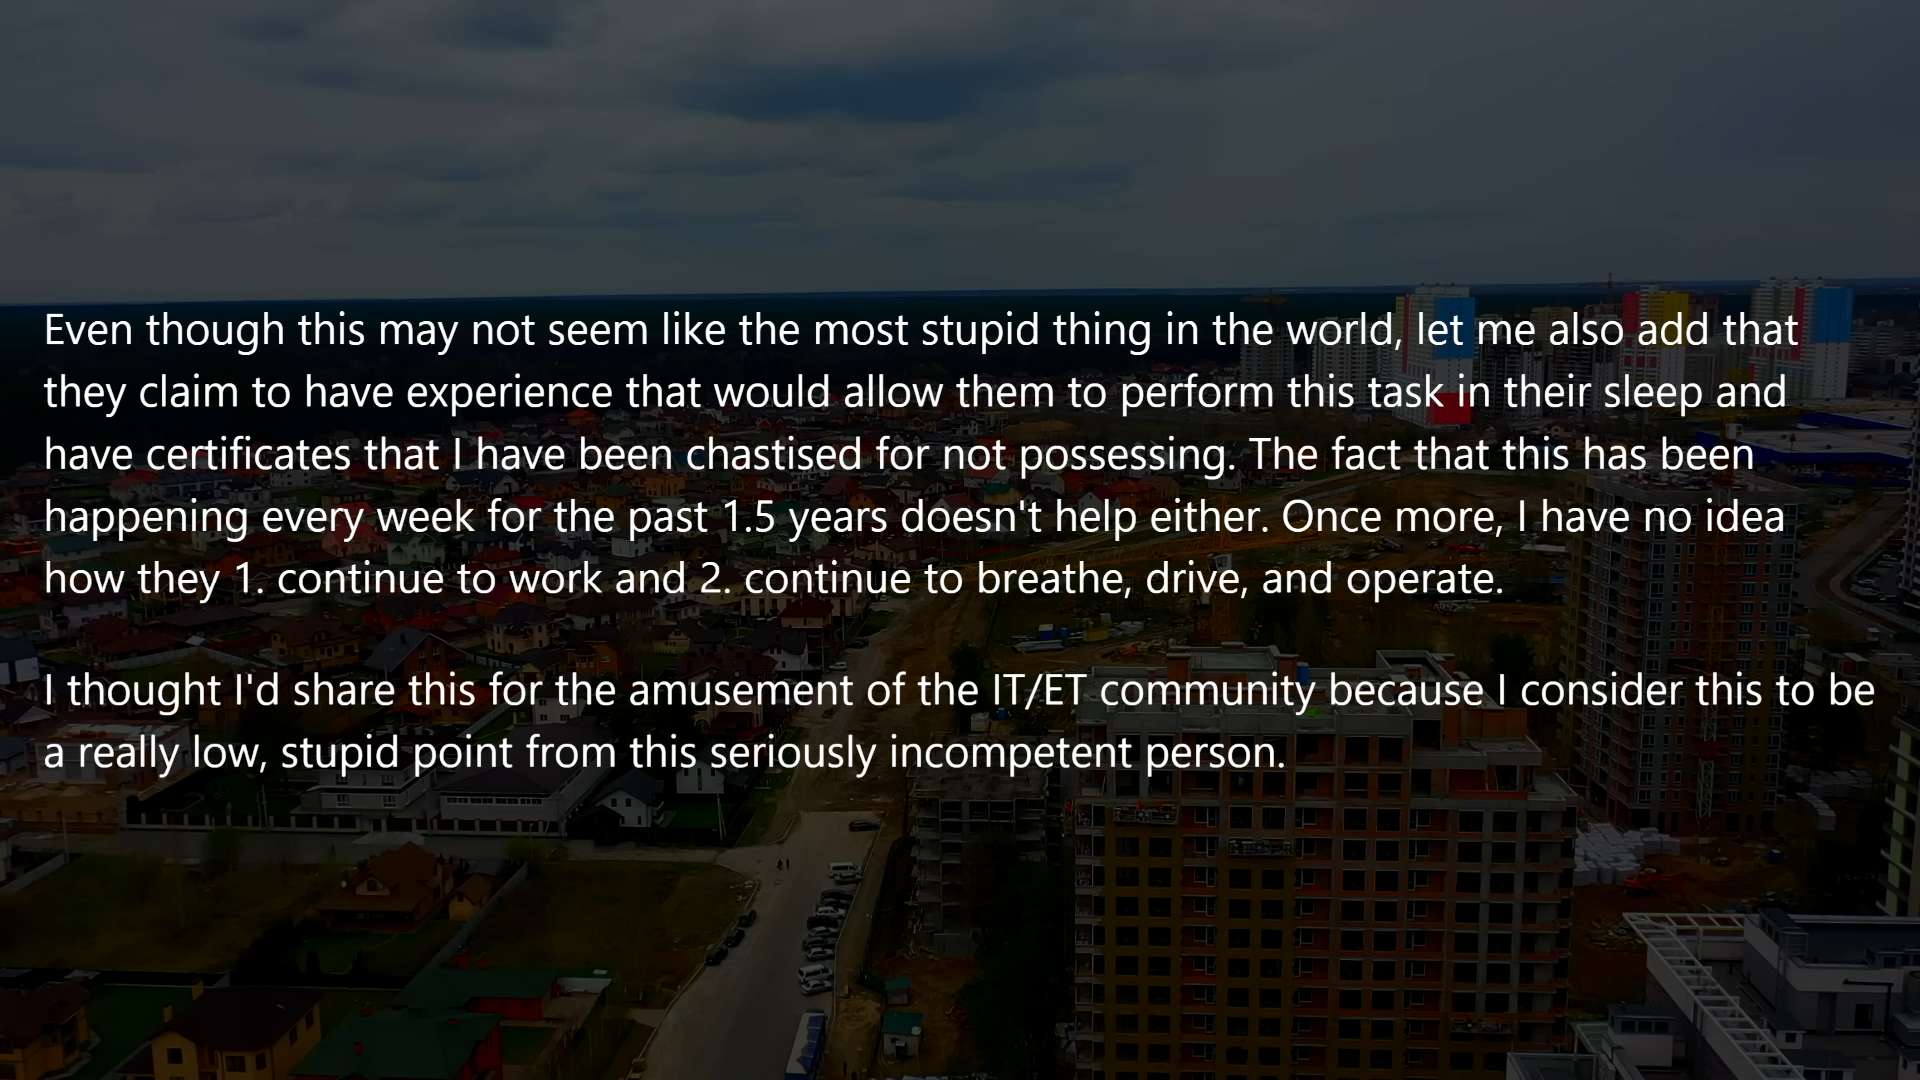 Even though this may not seem like the most stupid thing in the world, let me also add that
they claim to have experience that would allow them to perform this task in their sleep and
have certificates that I have been chastised for not possessing. The fact that this has been
happening every week for the past 1.5 years doesn't help either. Once more, I have no idea
how they 1. continue to work and 2. continue to breathe, drive, and operate.
I thought I'd share this for the amusement of the IT/ET community because I consider this to be
a really low, stupid point from this seriously incompetent person.